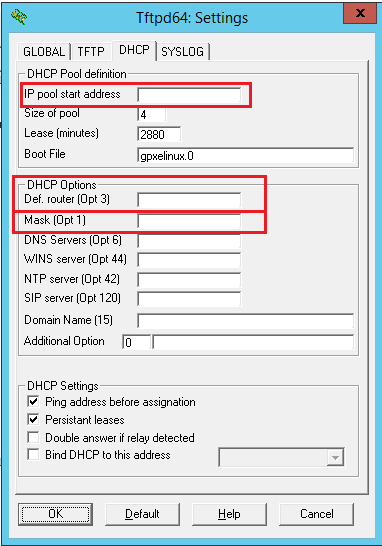 Tftpd64: Settings
x
GLOBAL TFTP DHCP SYSLOG
DHCP Pool definition
IP pool start address
Size of pool 4
Lease (minutes) 2880
Boot File gpxelinux.0
DHCP Options
Def. router (Opt 3)
Mask (Opt 1)
DNS Servers (Opt 6)
WINS server (Opt 44)
NTP server (Opt 42)
SIP server (Opt 120)
Domain Name (15)
Additional Option 0
DHCP Settings
Ping address before assignation
Persistant leases
Double answer if relay detected
Bind DHCP to this address
OK Default Help Cancel